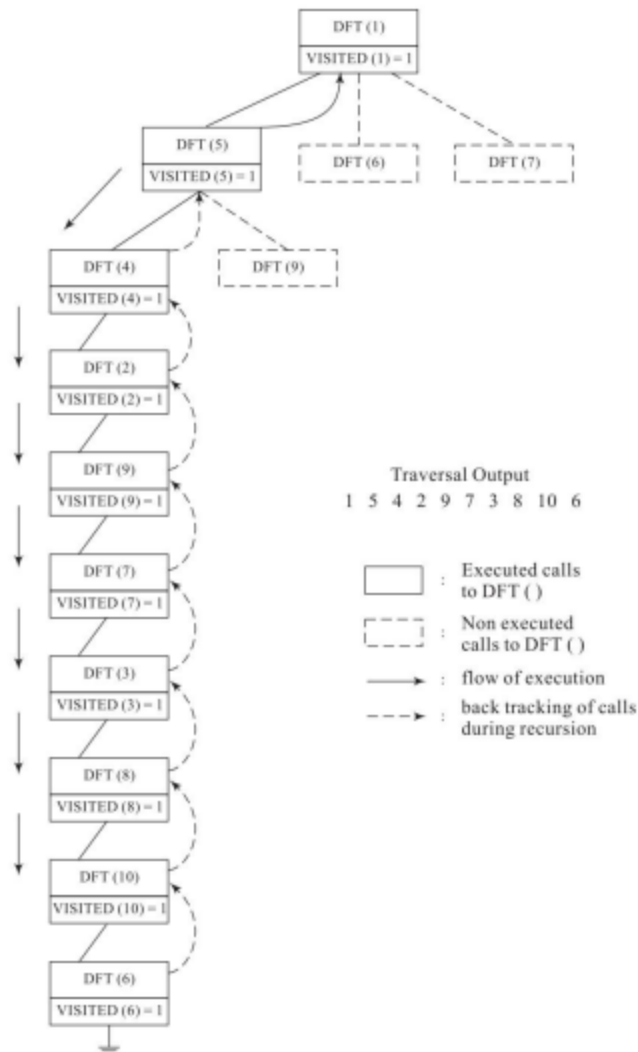 DFT (1)
VISITED (1) = 1
DFT (5)
VISITED (5) = 1
DFT(6)
DFT (7)
DFT (4)
VISITED (4) = 1
DFT (9)
DFT (2)
VISITED (2) = 1
DFT (9)
VISITED (9) = 1
DFT (7)
VISITED (7) = 1
DFT (3)
VISITED (3) = 1
DFT (8)
VISITED (8) = 1
DFT (10)
VISITED (10) = 1
DFT (6)
VISITED (6) = 1
Traversal Output
1 5 4 2 9 7 3 8 10 6
: Executed calls
to DFT ( )
: Non executed
calls to DFT ( )
: flow of execution
: back tracking of calls
during recursion